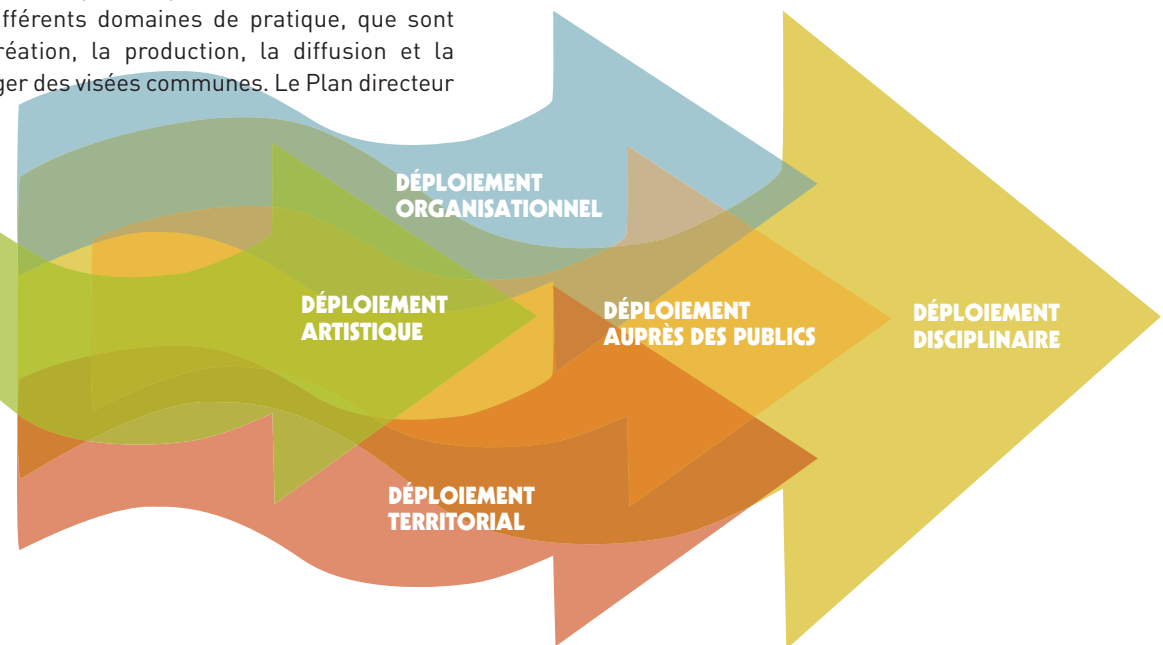 fférents domaines de pratique, que sont
réation, la production, la diffusion et la
ger des visées communes. Le Plan directeur
DÉPLOIEMENT
ORGANISATIONNEL
DÉPLOIEMENT
ARTISTIQUE
DÉPLOIEMENT
AUPRÈS DES PUBLICS
DÉPLOIEMENT
DISCIPLINAIRE
DÉPLOIEMENT
TERRITORIAL